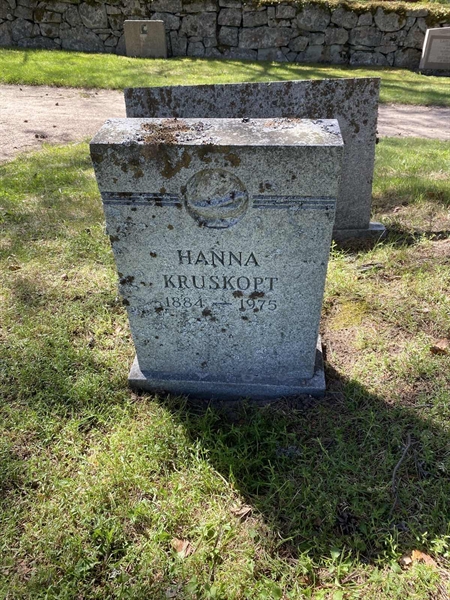 HANNA
KRUSKOPT
1884 — 1975